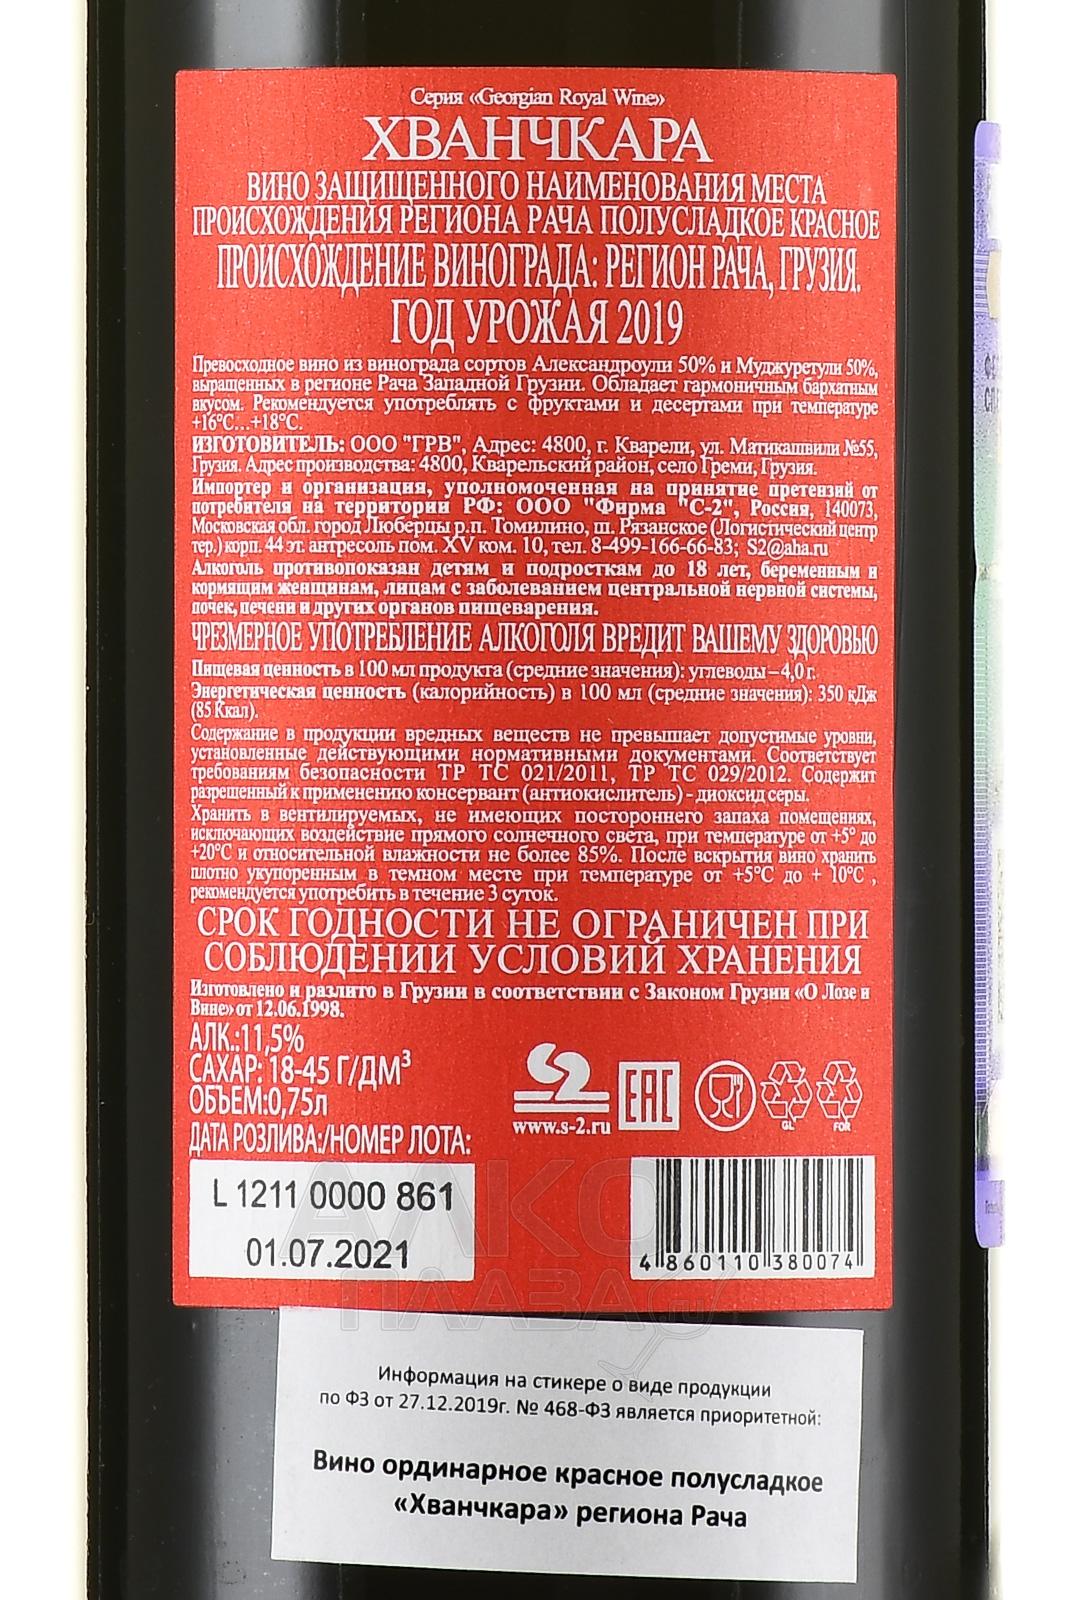 Серия «Georgian Royal Wine»
ХВАНЧКАРА
ВИНО ЗАЩИЩЕННОГО НАИМЕНОВАНИЯ МЕСТА
ПРОИСХОЖДЕНИЯ РЕГИОНА РАЧА ПОЛУСЛАДКОЕ КРАСНОЕ
ПРОИСХОЖДЕНИЕ ВИНОГРАДА: РЕГИОН РАЧА, ГРУЗИЯ.
ГОД УРОЖАЯ 2019
Превосходное вино из винограда сортов Александроули 50% и Муджуретули 50%,
выращенных в регионе Рача Западной Грузии. Обладает гармоничным бархатным
вкусом. Рекомендуется употреблять с фруктами и десертами при температуре
+16°C...+18°C.
ИЗГОТОВИТЕЛЬ: ООО "ГРВ", Адрес: 4800, г. Кварели, ул. Матикашвили №55,
Грузия. Адрес производства: 4800, Кварельский район, село Греми, Грузия.
Импортер и организация, уполномоченная на принятие претензий от
потребителя на территории РФ: ООО "Фирма "С-2", Россия, 140073,
Московская обл. город Люберцы р.п. Томилино, ш. Рязанское (Логистический центр
тер.) корп. 44 эт. антресоль пом. XV ком. 10, тел. 8-499-166-66-83; S2@aha.ru
Алкоголь противопоказан детям и подросткам до 18 лет, беременным и
кормящим женщинам, лицам с заболеванием центральной нервной системы,
почек, печени и других органов пищеварения.
ЧРЕЗМЕРНОЕ УПОТРЕБЛЕНИЕ АЛКОГОЛЯ ВРЕДИТ ВАШЕМУ ЗДОРОВЬЮ
Пищевая ценность в 100 мл продукта (средние значения): углеводы – 4,0 г.
Энергетическая ценность (калорийность) в 100 мл (средние значения): 350 кДж
(85 Ккал).
Содержание в продукции вредных веществ не превышает допустимые уровни,
установленные действующими нормативными документами. Соответствует
требованиям безопасности ТР ТС 021/2011, ТР ТС 029/2012. Содержит
разрешенный к применению консервант (антиокислитель) - диоксид серы.
Хранить в вентилируемых, не имеющих постороннего запаха помещениях,
исключающих воздействие прямого солнечного света, при температуре от +5° до
+20°C и относительной влажности не более 85%. После вскрытия вино хранить
плотно укупоренным в темном месте при температуре от +5°C до + 10°C ,
рекомендуется употребить в течение 3 суток.
СРОК ГОДНОСТИ НЕ ОГРАНИЧЕН ПРИ
СОБЛЮДЕНИИ УСЛОВИЙ ХРАНЕНИЯ
Изготовлено и разлито в Грузии в соответствии с Законом Грузии «О Лозе и
Вине» от 12.06.1998.
АЛК.:11,5%
САХАР: 18-45 Г/ДМ³
ОБЪЕМ:0,75л
ДАТА РОЗЛИВА:/НОМЕР ЛОТА:
www.s-2.ru
EAC
GL
FOR
L 1211 0000 861
01.07.2021
4 860110 380074
АЛКО
ПЛАЗА.ru
Информация на стикере о виде продукции
по ФЗ от 27.12.2019г. № 468-ФЗ является приоритетной:
Вино ординарное красное полусладкое
«Хванчкара» региона Рача